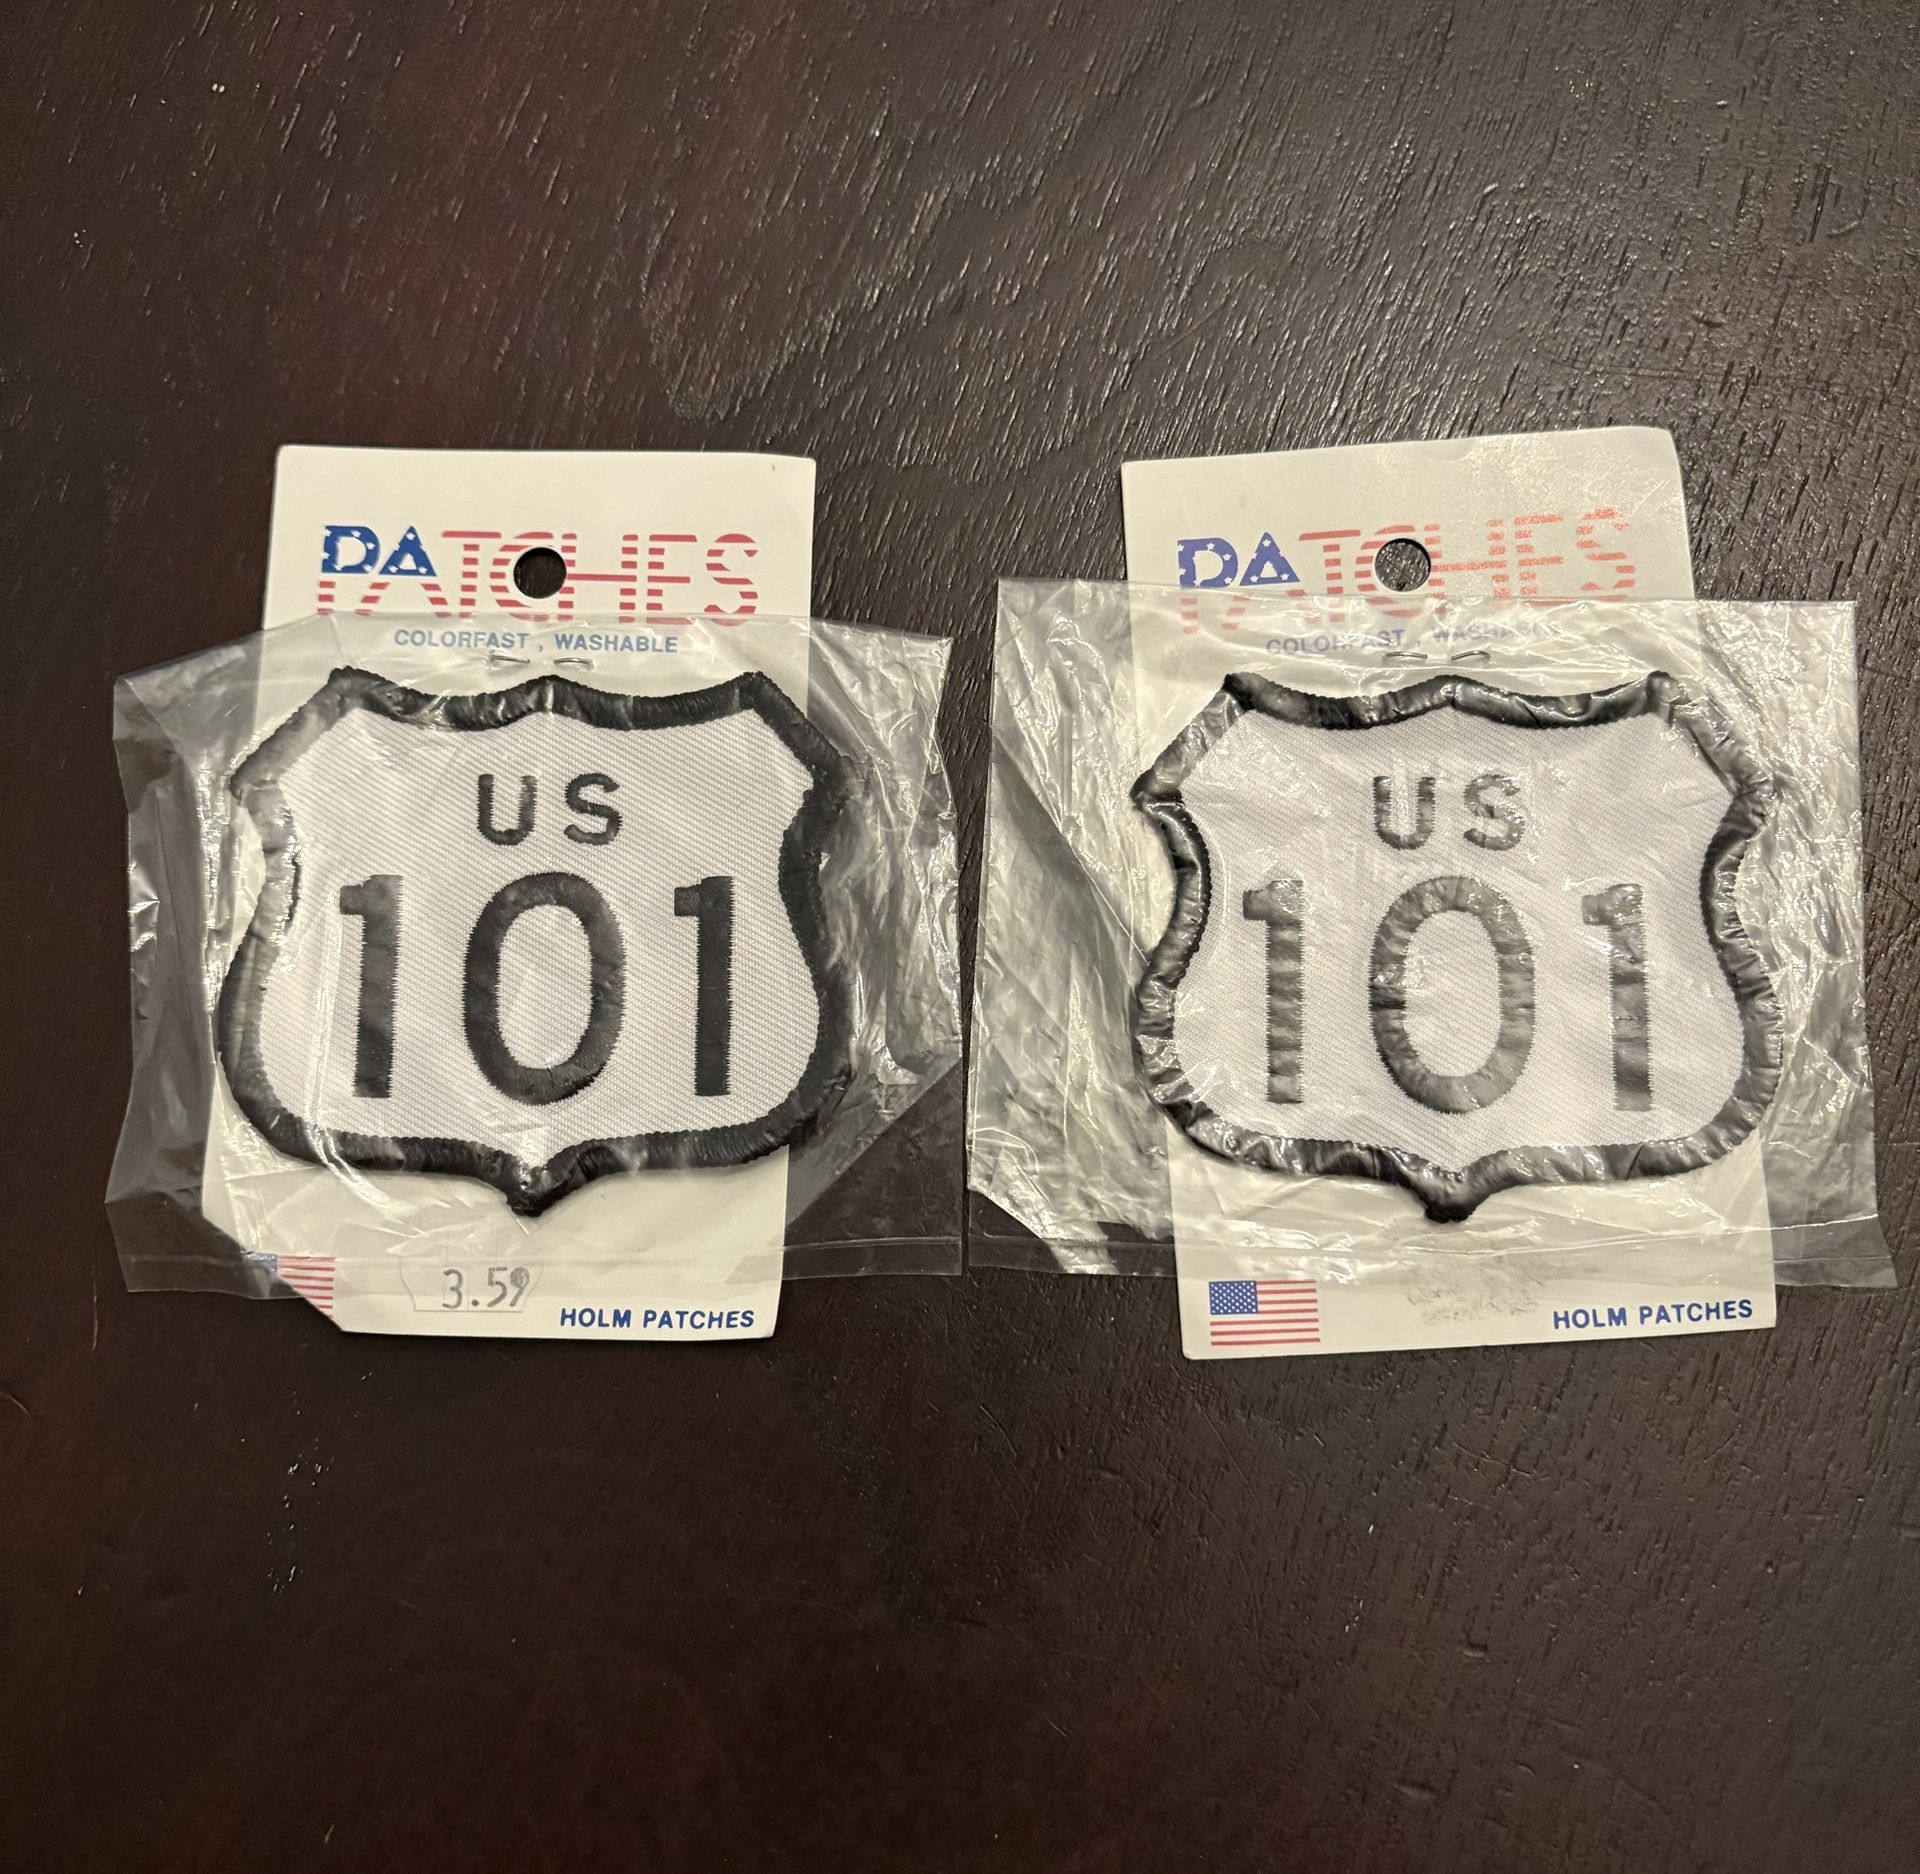 PATCHES
COLORFAST, WASHABLE
US
101
3.59
HOLM PATCHES
PATCHES
COLORFAST, WASHABLE
US
101
HOLM PATCHES